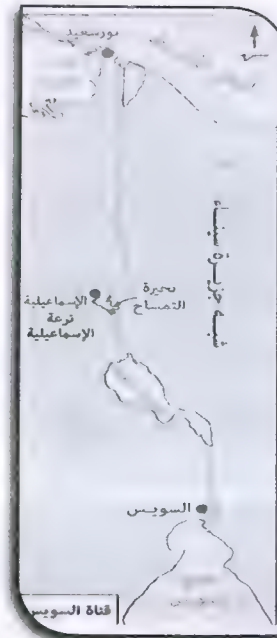 بورسعيد
شبه جزيرة سيناء
بحيرة
التمساح
الإسماعيلية
ترعة
الإسماعيلية
السويس
قناة السويس